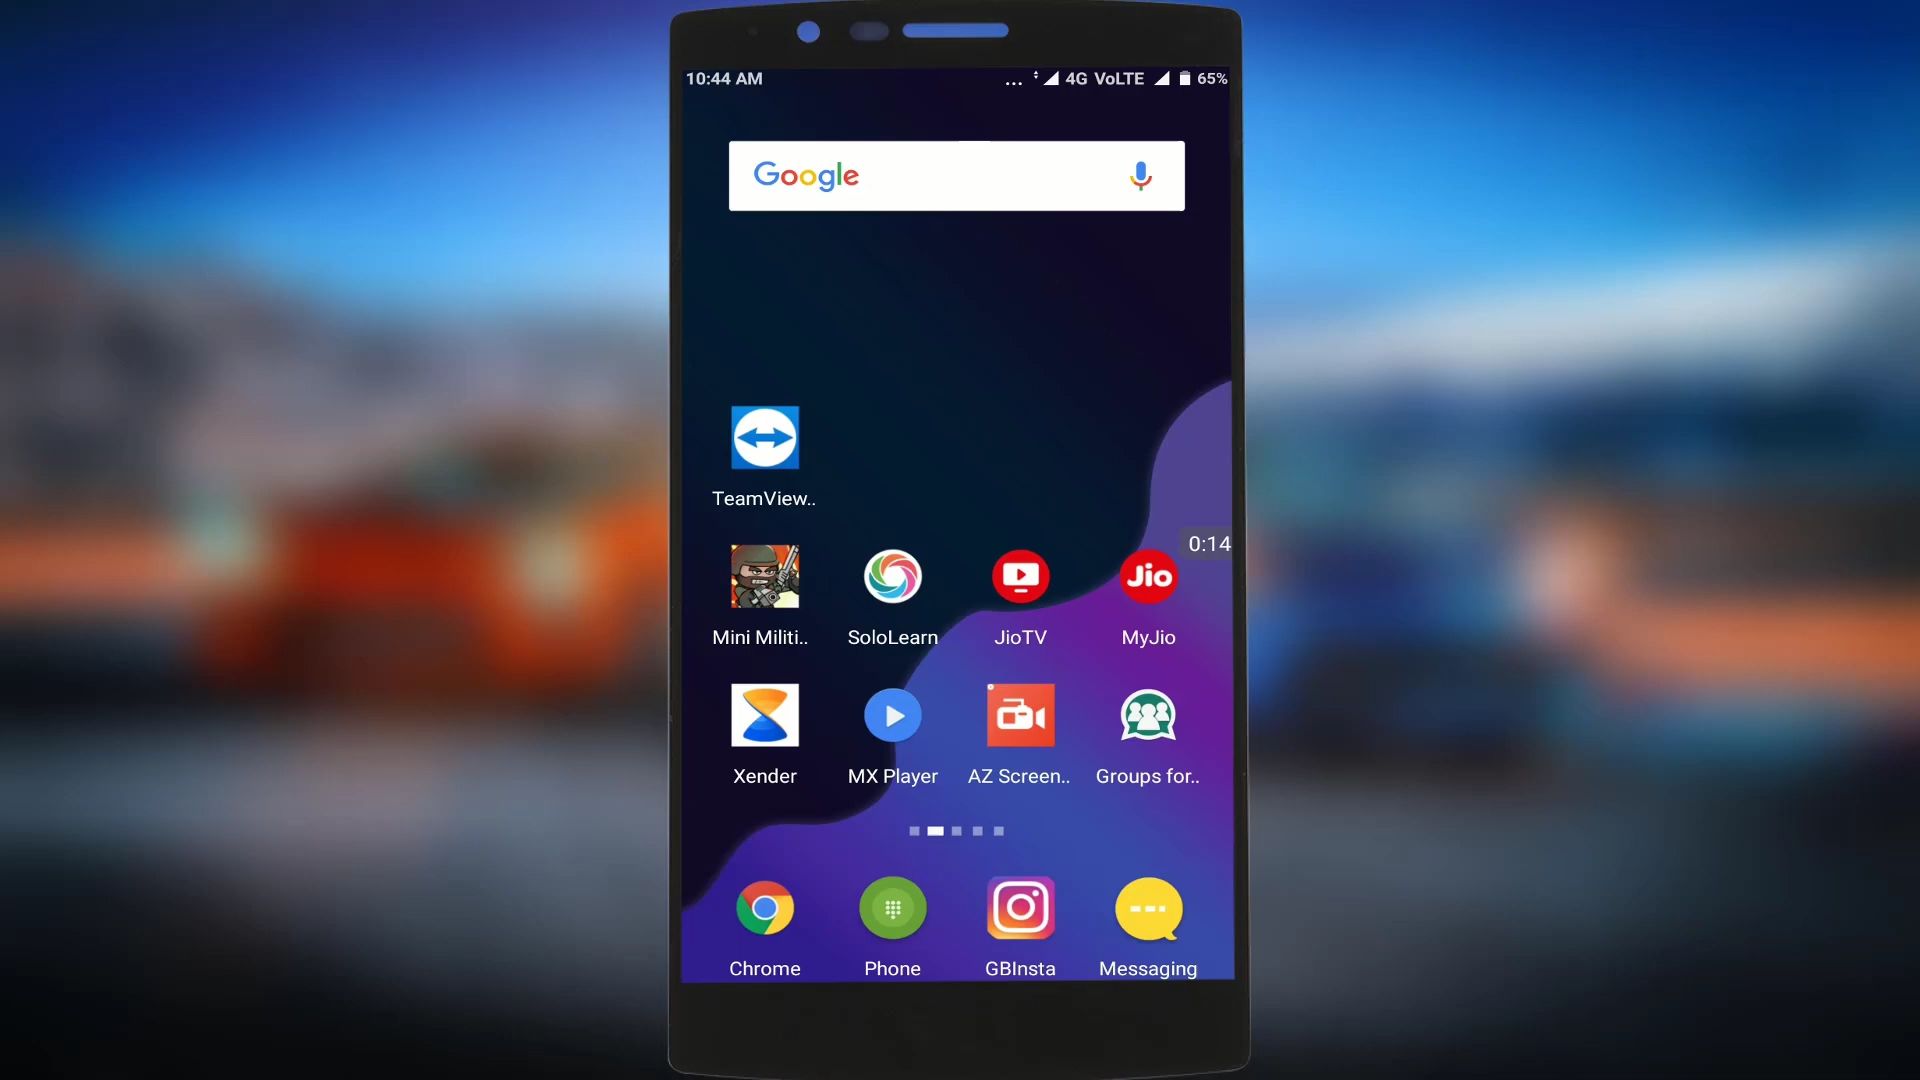 10:44 AM ... 4G VoLTE 65%
Google
TeamView..
0:14
Jio
Mini Militi.. SoloLearn JioTV MyJio
Xender MX Player AZ Screen.. Groups for..
Chrome Phone GBInsta Messaging